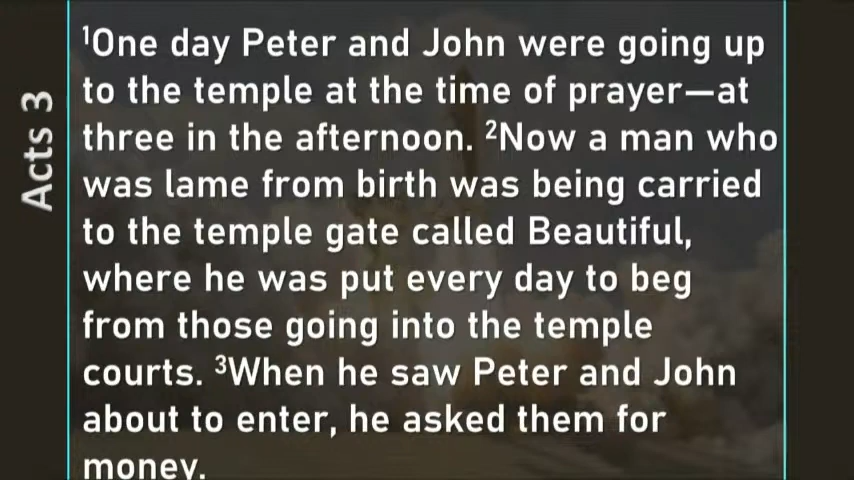 Acts 3
¹One day Peter and John were going up
to the temple at the time of prayer—at
three in the afternoon. ²Now a man who
was lame from birth was being carried
to the temple gate called Beautiful,
where he was put every day to beg
from those going into the temple
courts. ³When he saw Peter and John
about to enter, he asked them for
money.